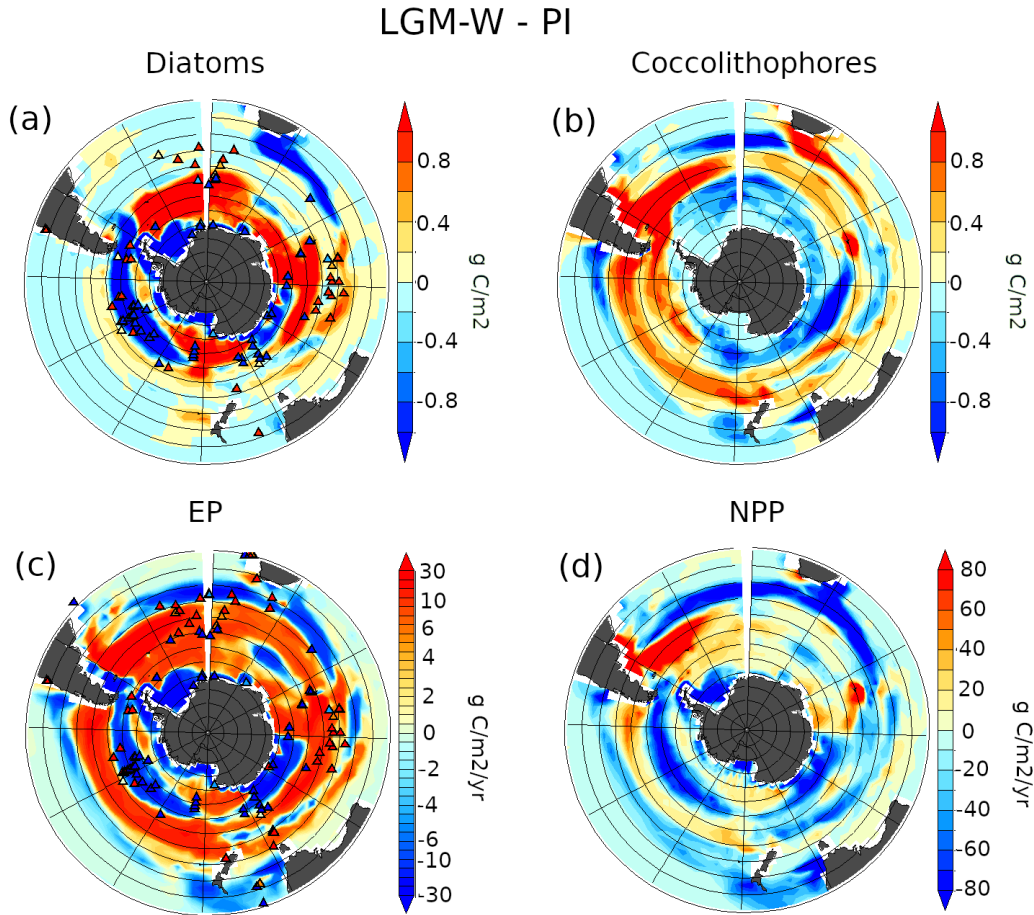 LGM-W - PI
Diatoms
Coccolithophores
(a)
0.8
0.4
0
-0.4
-0.8
g C/m2
(b)
0.8
0.4
0
-0.4
-0.8
g C/m2
EP
NPP
(c)
30
10
6
4
2
0
-2
-4
-6
-10
-30
g C/m2/yr
(d)
80
60
40
20
0
-20
-40
-60
-80
g C/m2/yr